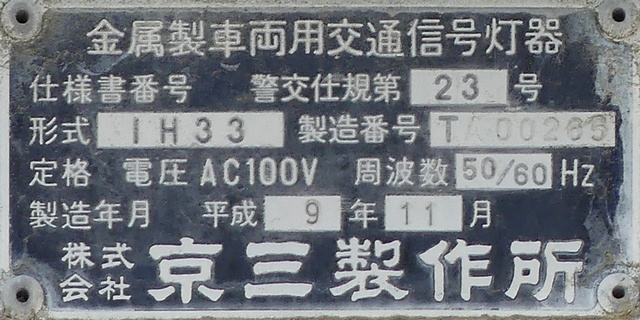 金属製車両用交通信号灯器
仕様書番号 警交仕規第 23 号
形式 1H33 製造番号 TA00265
定格 電圧 AC100V 周波数 50/60 Hz
製造年月 平成 9 年 11 月
株式会社 京三製作所